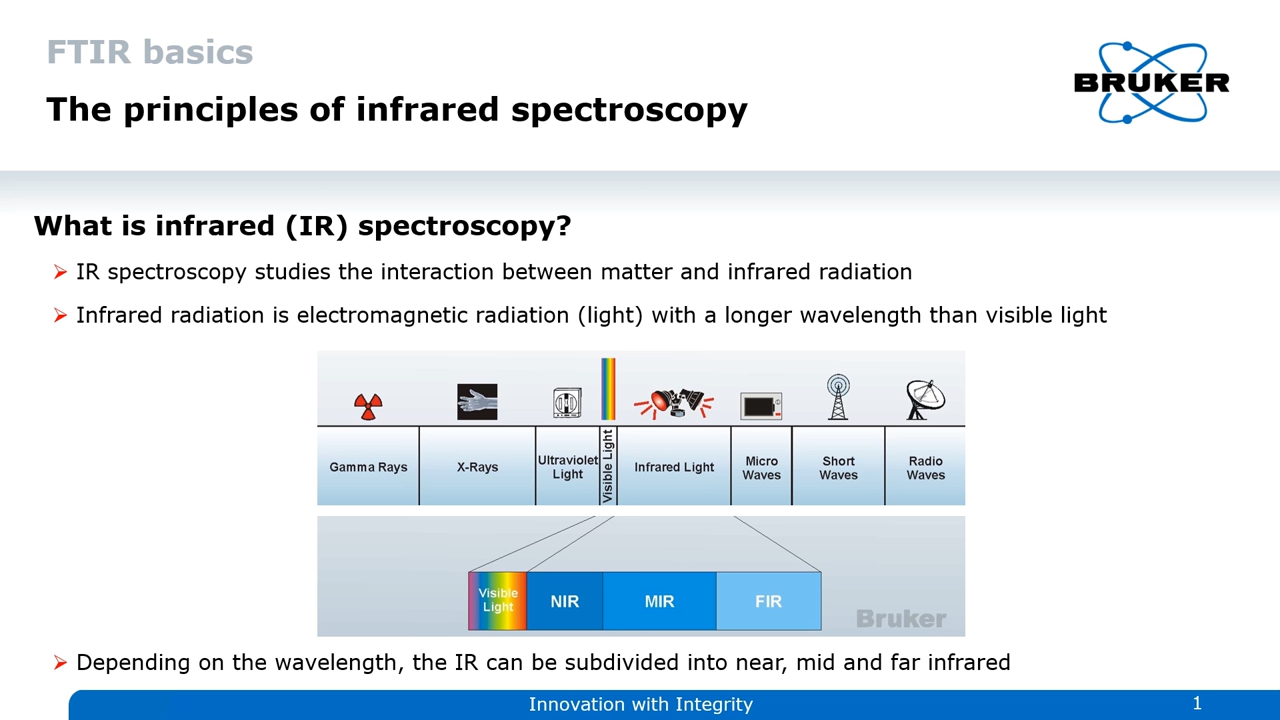 FTIR basics
The principles of infrared spectroscopy
BRUKER
What is infrared (IR) spectroscopy?
IR spectroscopy studies the interaction between matter and infrared radiation
Infrared radiation is electromagnetic radiation (light) with a longer wavelength than visible light
Gamma Rays
X-Rays
Ultraviolet
Light
Visible Light
Infrared Light
Micro
Waves
Short
Waves
Radio
Waves
Visible
Light
NIR
MIR
FIR
Bruker
Depending on the wavelength, the IR can be subdivided into near, mid and far infrared
Innovation with Integrity
1